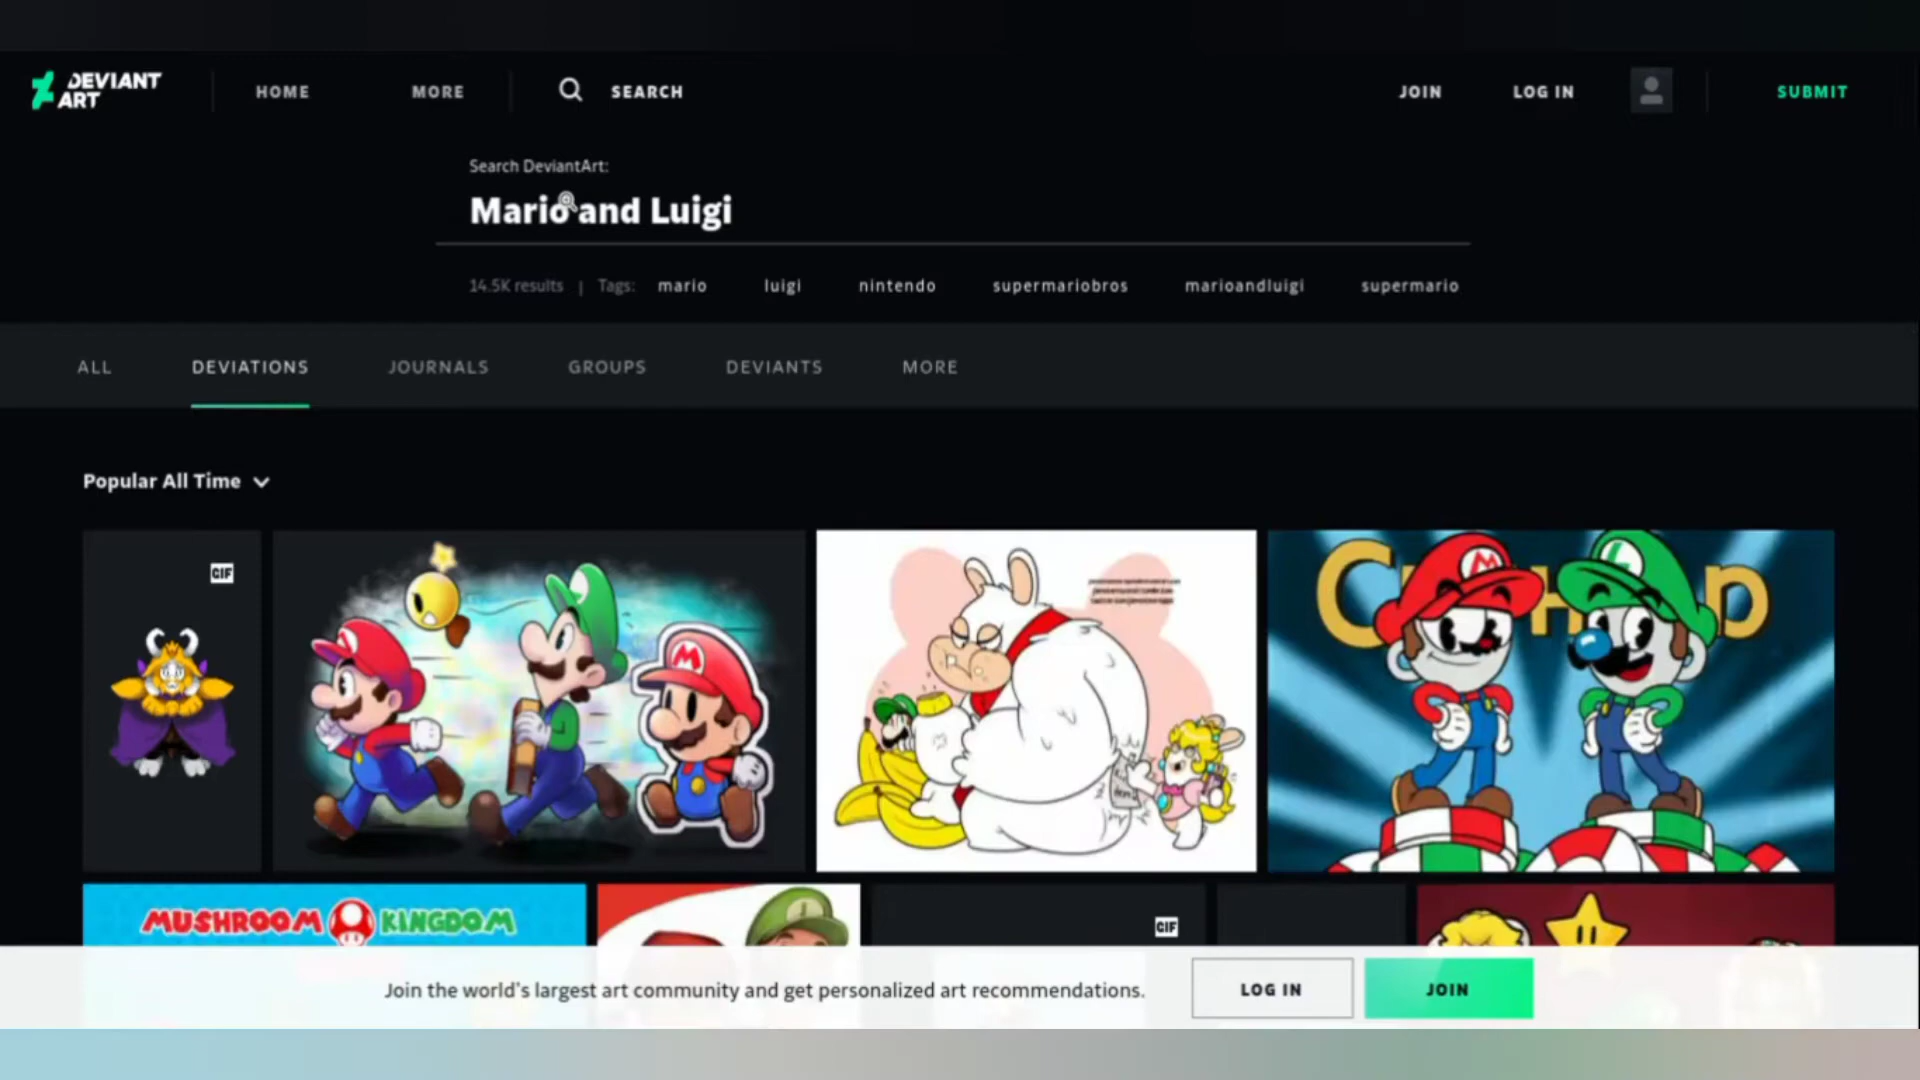 DEVIANT
ART
HOME
MORE
SEARCH
JOIN
LOG IN
SUBMIT
Search DeviantArt:
Mario and Luigi
14.5K results | Tags: mario luigi nintendo supermariobros marioandluigi supermario
ALL
DEVIATIONS
JOURNALS
GROUPS
DEVIANTS
MORE
Popular All Time
GIF
M
L
MUSHROOM KINGDOM
GIF
Join the world's largest art community and get personalized art recommendations.
LOG IN
JOIN